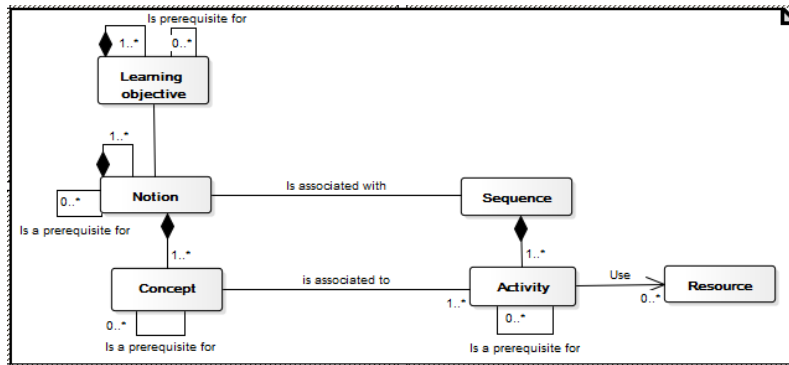 Is prerequisite for
1..*
0..*
Learning
objective
1..*
Notion
0..*
Is a prerequisite for
Is associated with
Sequence
1..*
1..*
Concept
is associated to
1..*
Activity
Use
0..*
Resource
0..*
Is a prerequisite for
0..*
Is a prerequisite for